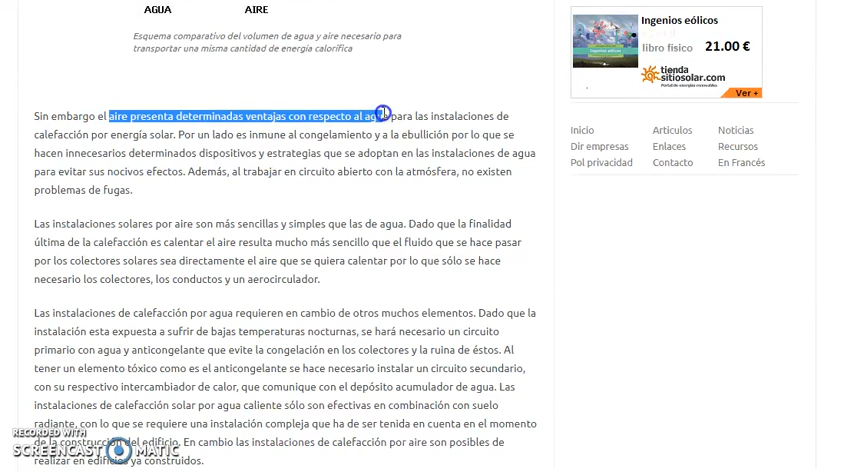 AGUA AIRE
Esquema comparativo del volumen de agua y aire necesario para
transportar una misma cantidad de energía calorífica
Sin embargo el aire presenta determinadas ventajas con respecto al agua para las instalaciones de
calefacción por energía solar. Por un lado es inmune al congelamiento y a la ebullición por lo que se
hacen innecesarios determinados dispositivos y estrategias que se adoptan en las instalaciones de agua
para evitar sus nocivos efectos. Además, al trabajar en circuito abierto con la atmósfera, no existen
problemas de fugas.
Las instalaciones solares por aire son más sencillas y simples que las de agua. Dado que la finalidad
última de la calefacción es calentar el aire resulta mucho más sencillo que el fluido que se hace pasar
por los colectores solares sea directamente el aire que se quiera calentar por lo que sólo se hace
necesario los colectores, los conductos y un aerocirculador.
Las instalaciones de calefacción por agua requieren en cambio de otros muchos elementos. Dado que la
instalación esta expuesta a sufrir de bajas temperaturas nocturnas, se hará necesario un circuito
primario con agua y anticongelante que evite la congelación en los colectores y la ruina de éstos. Al
tener un elemento tóxico como es el anticongelante se hace necesario instalar un circuito secundario,
con su respectivo intercambiador de calor, que comunique con el depósito acumulador de agua. Las
instalaciones de calefacción solar por agua caliente sólo son efectivas en combinación con suelo
radiante, con lo que se requiere una instalación compleja que ha de ser tenida en cuenta en el momento
de la construcción del edificio. En cambio las instalaciones de calefacción por aire son posibles de
realizar en edificios ya construidos.
Ingenios eólicos
libro físico 21.00 €
tienda
sitiosolar.com
Portal de energías renovables
Ver +
Inicio Articulos Noticias
Dir empresas Enlaces Recursos
Pol privacidad Contacto En Francés
RECORDED WITH
SCREENCAST MATIC